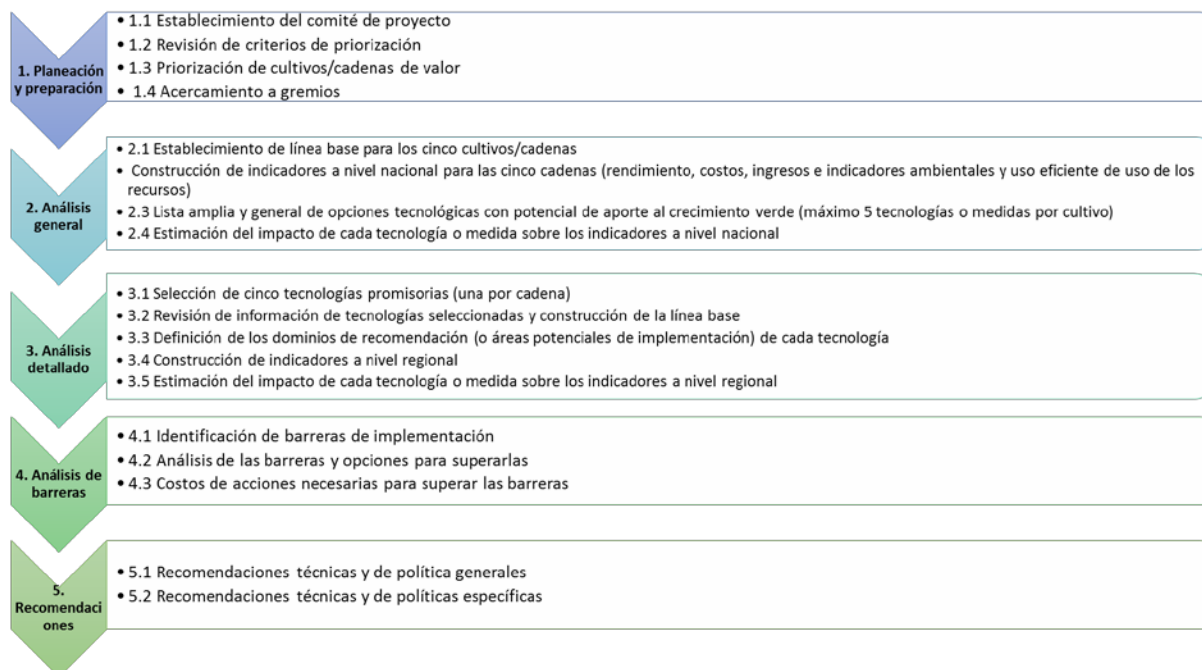 1. Planeación
y preparación
• 1.1 Establecimiento del comité de proyecto
• 1.2 Revisión de criterios de priorización
• 1.3 Priorización de cultivos/cadenas de valor
• 1.4 Acercamiento a gremios
2. Análisis
general
• 2.1 Establecimiento de línea base para los cinco cultivos/cadenas
• Construcción de indicadores a nivel nacional para las cinco cadenas (rendimiento, costos, ingresos e indicadores ambientales y uso eficiente de uso de los
recursos)
• 2.3 Lista amplia y general de opciones tecnológicas con potencial de aporte al crecimiento verde (máximo 5 tecnologías o medidas por cultivo)
• 2.4 Estimación del impacto de cada tecnología o medida sobre los indicadores a nivel nacional
3. Análisis
detallado
• 3.1 Selección de cinco tecnologías promisorias (una por cadena)
• 3.2 Revisión de información de tecnologías seleccionadas y construcción de la línea base
• 3.3 Definición de los dominios de recomendación (o áreas potenciales de implementación) de cada tecnología
• 3.4 Construcción de indicadores a nivel regional
• 3.5 Estimación del impacto de cada tecnología o medida sobre los indicadores a nivel regional
4. Análisis de
barreras
• 4.1 Identificación de barreras de implementación
• 4.2 Análisis de las barreras y opciones para superarlas
• 4.3 Costos de acciones necesarias para superar las barreras
5.
Recomendaci
ones
• 5.1 Recomendaciones técnicas y de política generales
• 5.2 Recomendaciones técnicas y de políticas específicas